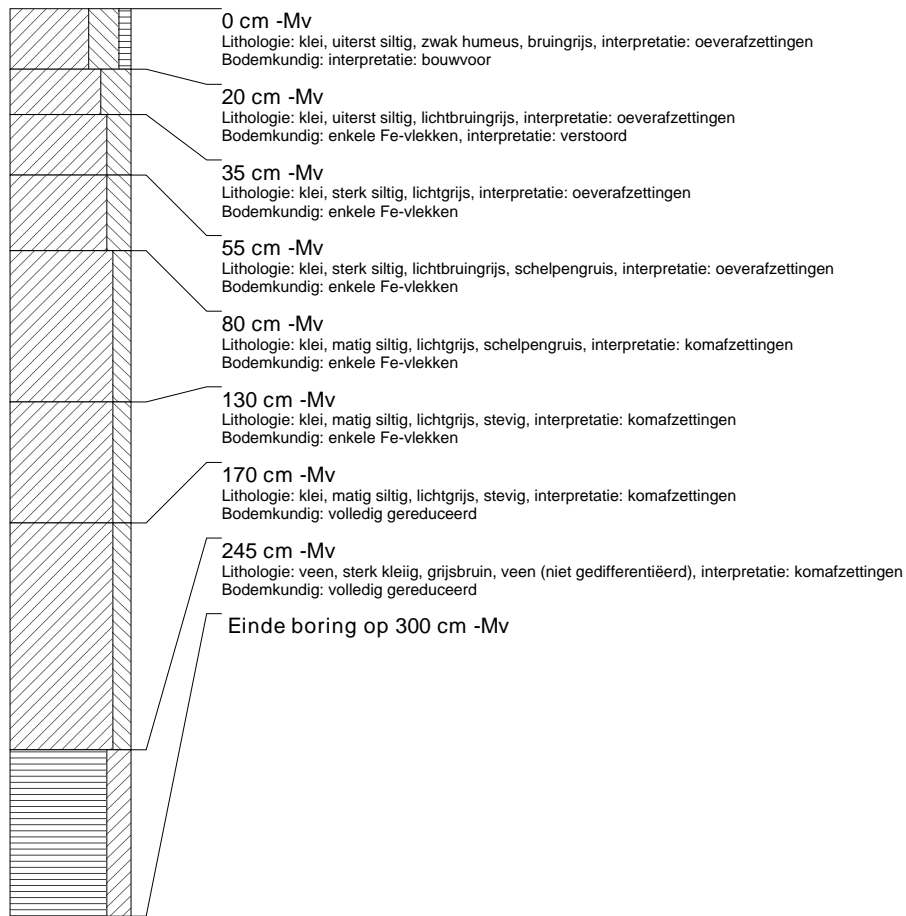 0 cm -Mv
Lithologie: klei, uiterst siltig, zwak humeus, bruingrijs, interpretatie: oeverafzettingen
Bodemkundig: interpretatie: bouwvoor
20 cm -Mv
Lithologie: klei, uiterst siltig, lichtbruingrijs, interpretatie: oeverafzettingen
Bodemkundig: enkele Fe-vlekken, interpretatie: verstoord
35 cm -Mv
Lithologie: klei, sterk siltig, lichtgrijs, interpretatie: oeverafzettingen
Bodemkundig: enkele Fe-vlekken
55 cm -Mv
Lithologie: klei, sterk siltig, lichtbruingrijs, schelpengruis, interpretatie: oeverafzettingen
Bodemkundig: enkele Fe-vlekken
80 cm -Mv
Lithologie: klei, matig siltig, lichtgrijs, schelpengruis, interpretatie: komafzettingen
Bodemkundig: enkele Fe-vlekken
130 cm -Mv
Lithologie: klei, matig siltig, lichtgrijs, stevig, interpretatie: komafzettingen
Bodemkundig: enkele Fe-vlekken
170 cm -Mv
Lithologie: klei, matig siltig, lichtgrijs, stevig, interpretatie: komafzettingen
Bodemkundig: volledig gereduceerd
245 cm -Mv
Lithologie: veen, sterk kleiig, grijsbruin, veen (niet gedifferentiëerd), interpretatie: komafzettingen
Bodemkundig: volledig gereduceerd
Einde boring op 300 cm -Mv